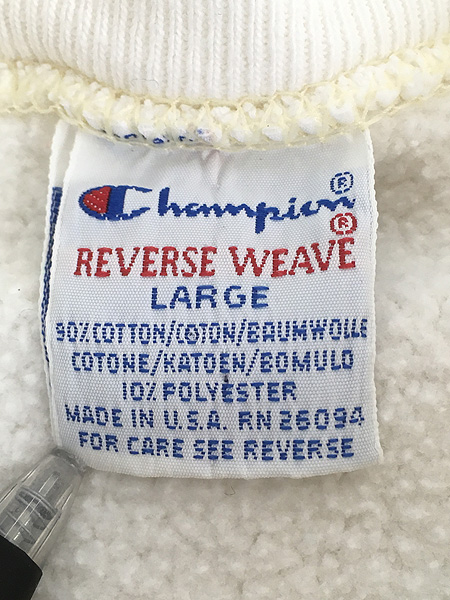 Champion®
REVERSE WEAVE®
LARGE
90% COTTON/COTON/BAUMWOLLE
COTONE/KATOEN/BOMULD
10% POLYESTER
MADE IN U.S.A. RN 26094
FOR CARE SEE REVERSE